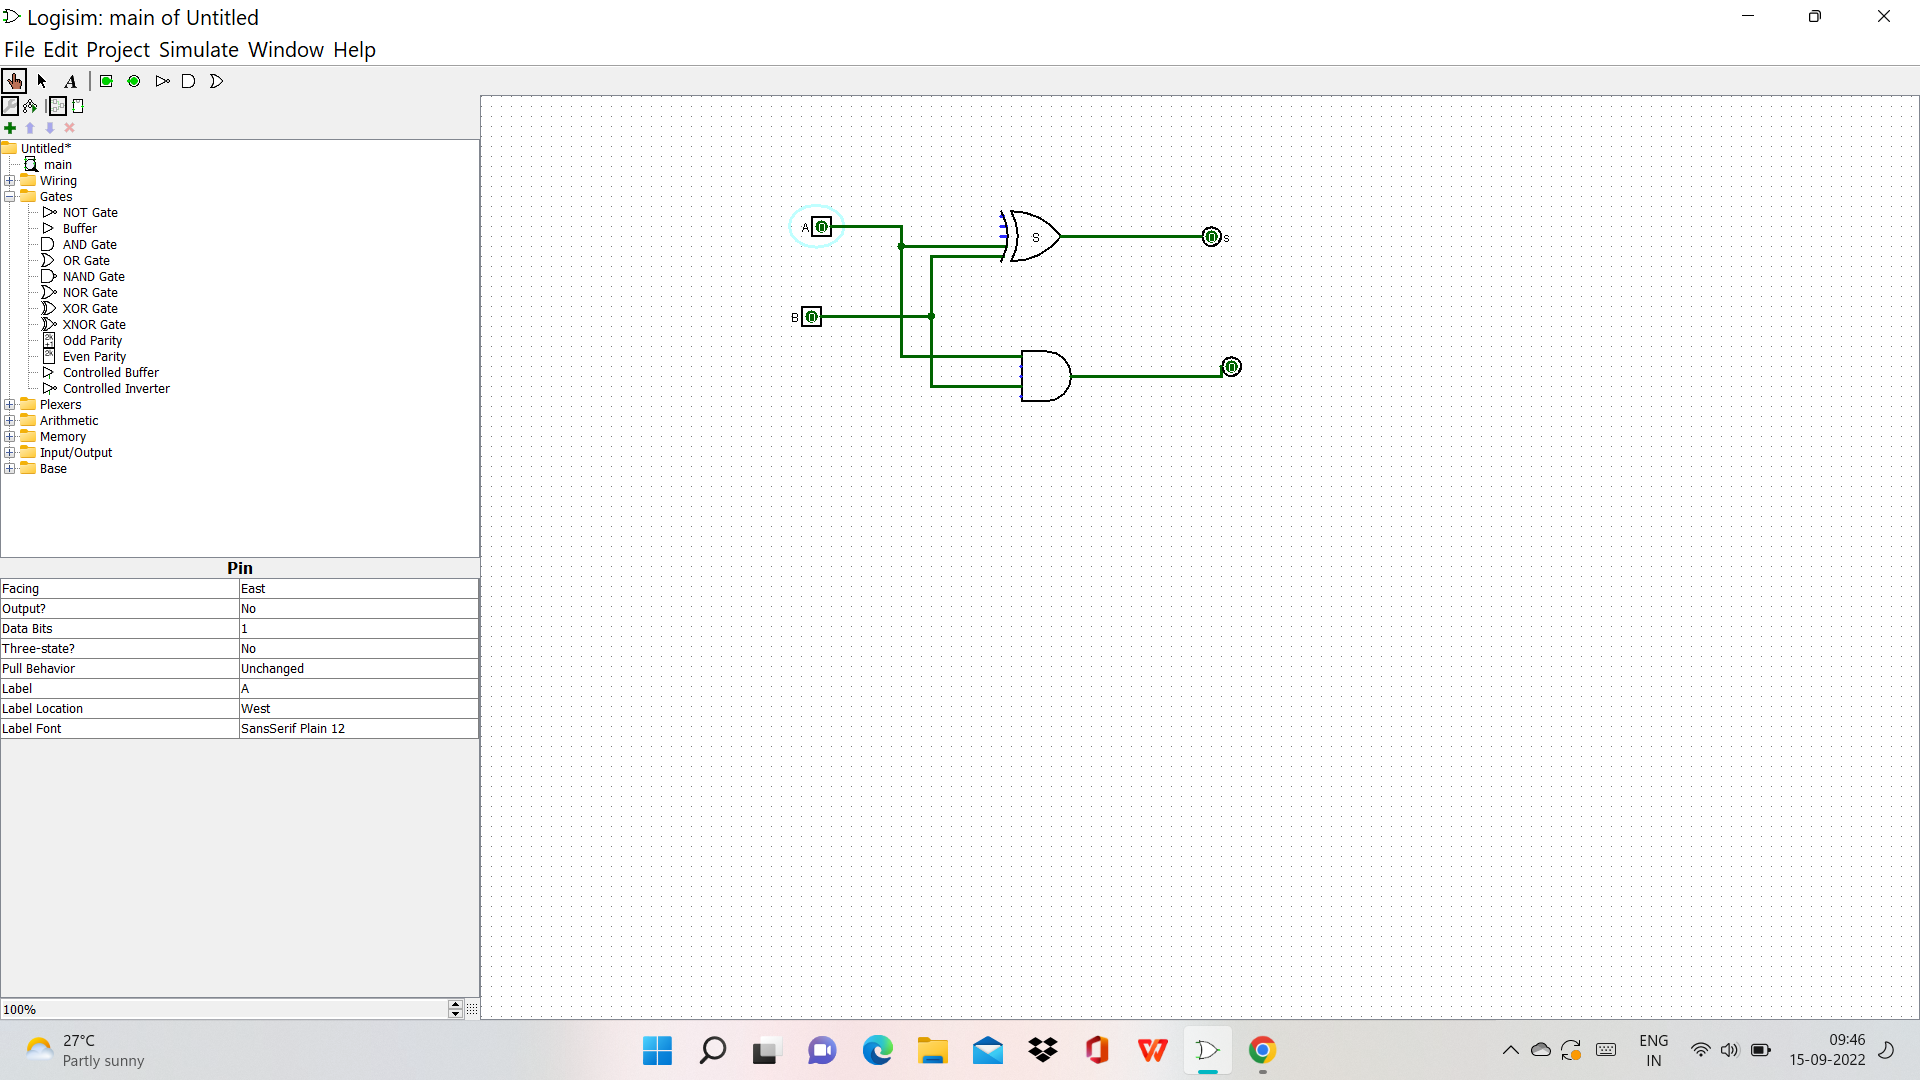 Logisim: main of Untitled
File Edit Project Simulate Window Help
A
Untitled*
main
Wiring
Gates
NOT Gate
Buffer
AND Gate
OR Gate
NAND Gate
NOR Gate
XOR Gate
XNOR Gate
Odd Parity
Even Parity
Controlled Buffer
Controlled Inverter
Plexers
Arithmetic
Memory
Input/Output
Base
Pin
Facing East
Output? No
Data Bits 1
Three-state? No
Pull Behavior Unchanged
Label A
Label Location West
Label Font SansSerif Plain 12
100%
A
S
s
B
27°C
Partly sunny
ENG
IN
09:46
15-09-2022